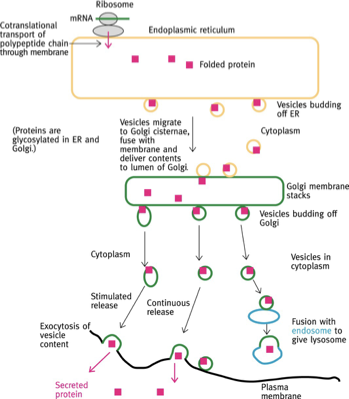 Ribosome
mRNA
Cotranslational
transport of
polypeptide chain
through membrane
Endoplasmic reticulum
Folded protein
Vesicles budding
off ER
(Proteins are
glycosylated in ER and
Golgi.)
Vesicles migrate
to Golgi cisternae,
fuse with
membrane and
deliver contents
to lumen of Golgi.
Cytoplasm
Golgi membrane
stacks
Vesicles budding off
Golgi
Cytoplasm
Vesicles in
cytoplasm
Stimulated
release
Continuous
release
Exocytosis of
vesicle
content
Fusion with
endosome to
give lysosome
Secreted
protein
Plasma
membrane